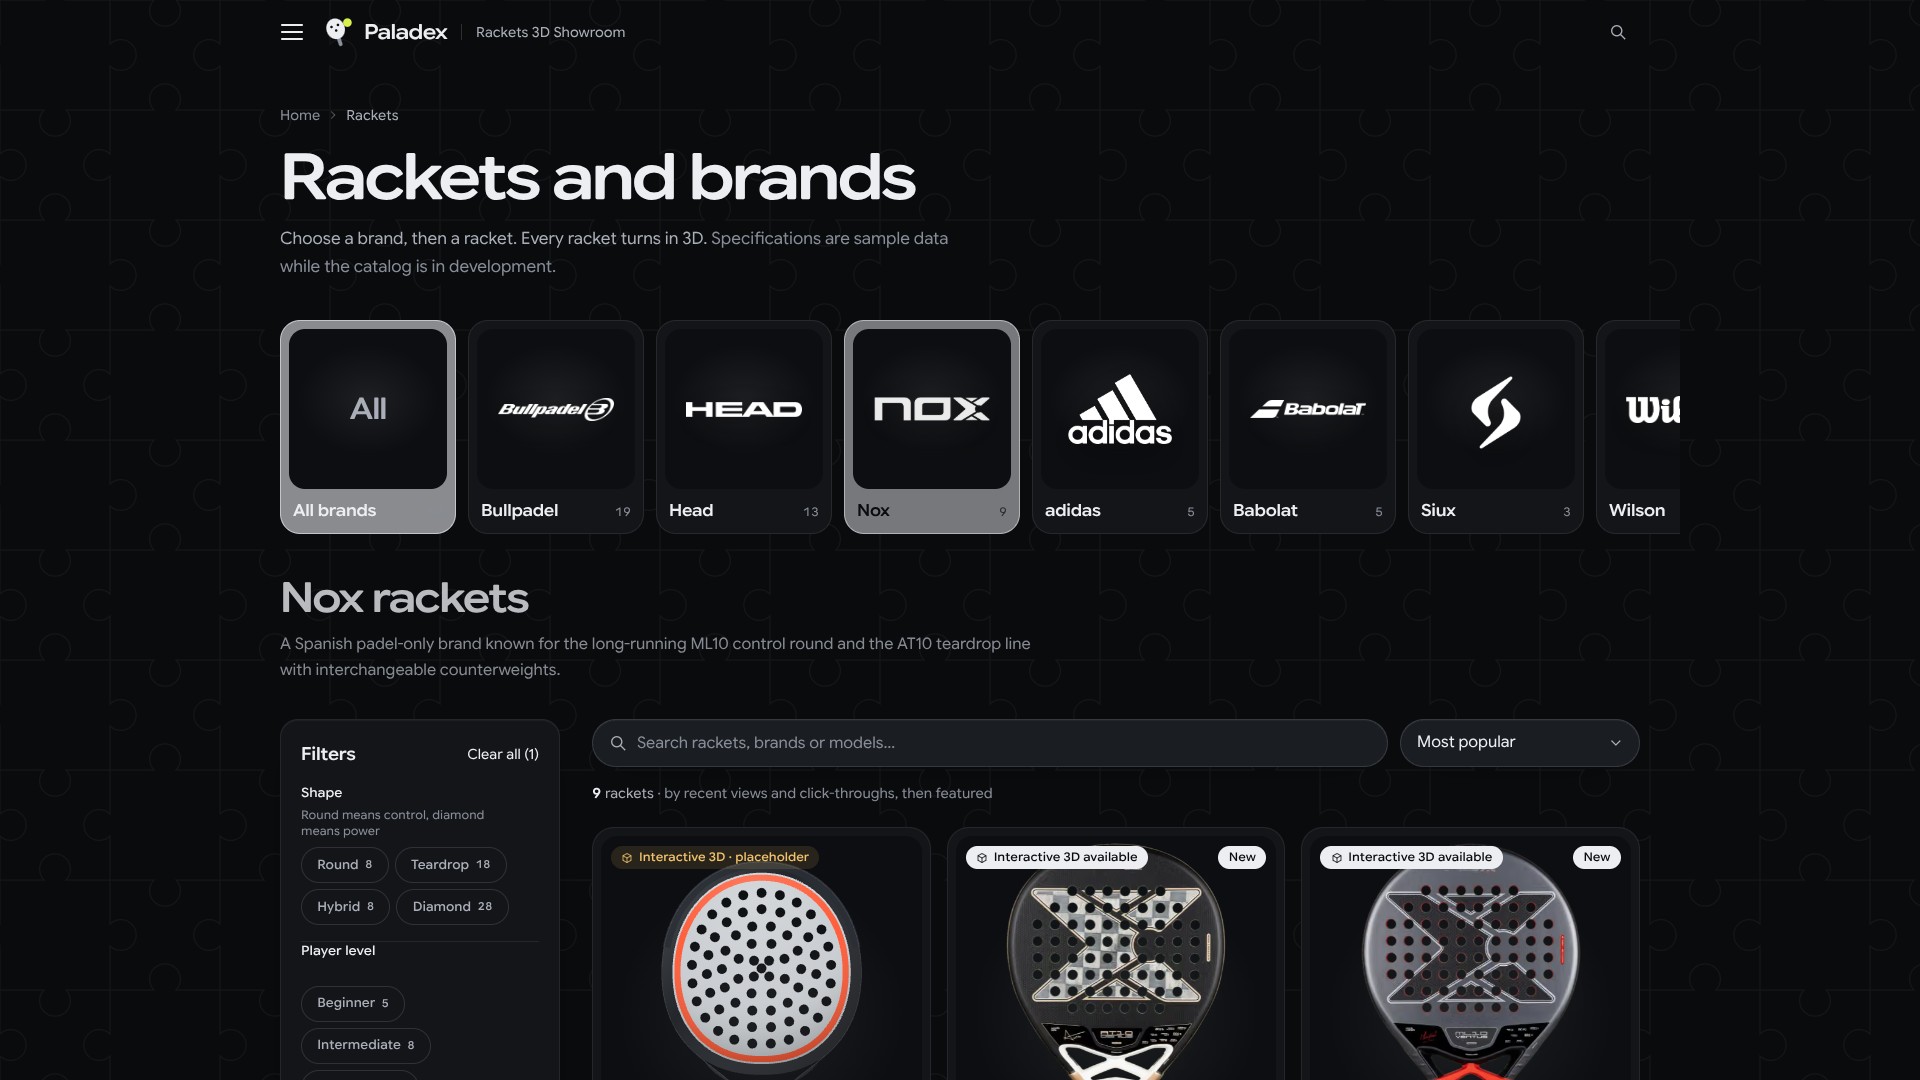 Paladex
Rackets 3D Showroom
Home > Rackets
Rackets and brands
Choose a brand, then a racket. Every racket turns in 3D. Specifications are sample data
while the catalog is in development.
All
Bullpadel
HEAD
nox
adidas
Babolat
All brands
Bullpadel 19
Head 13
Nox 9
adidas 5
Babolat 5
Siux 3
Wilson
Nox rackets
A Spanish padel-only brand known for the long-running ML10 control round and the AT10 teardrop line
with interchangeable counterweights.
Filters
Clear all (1)
Search rackets, brands or models...
Most popular
9 rackets · by recent views and click-throughs, then featured
Shape
Round means control, diamond
means power
Round 8
Teardrop 18
Hybrid 8
Diamond 28
Player level
Beginner 5
Intermediate 8
Interactive 3D · placeholder
Interactive 3D available
New
Interactive 3D available
New
AT10
ML10
VENTUS